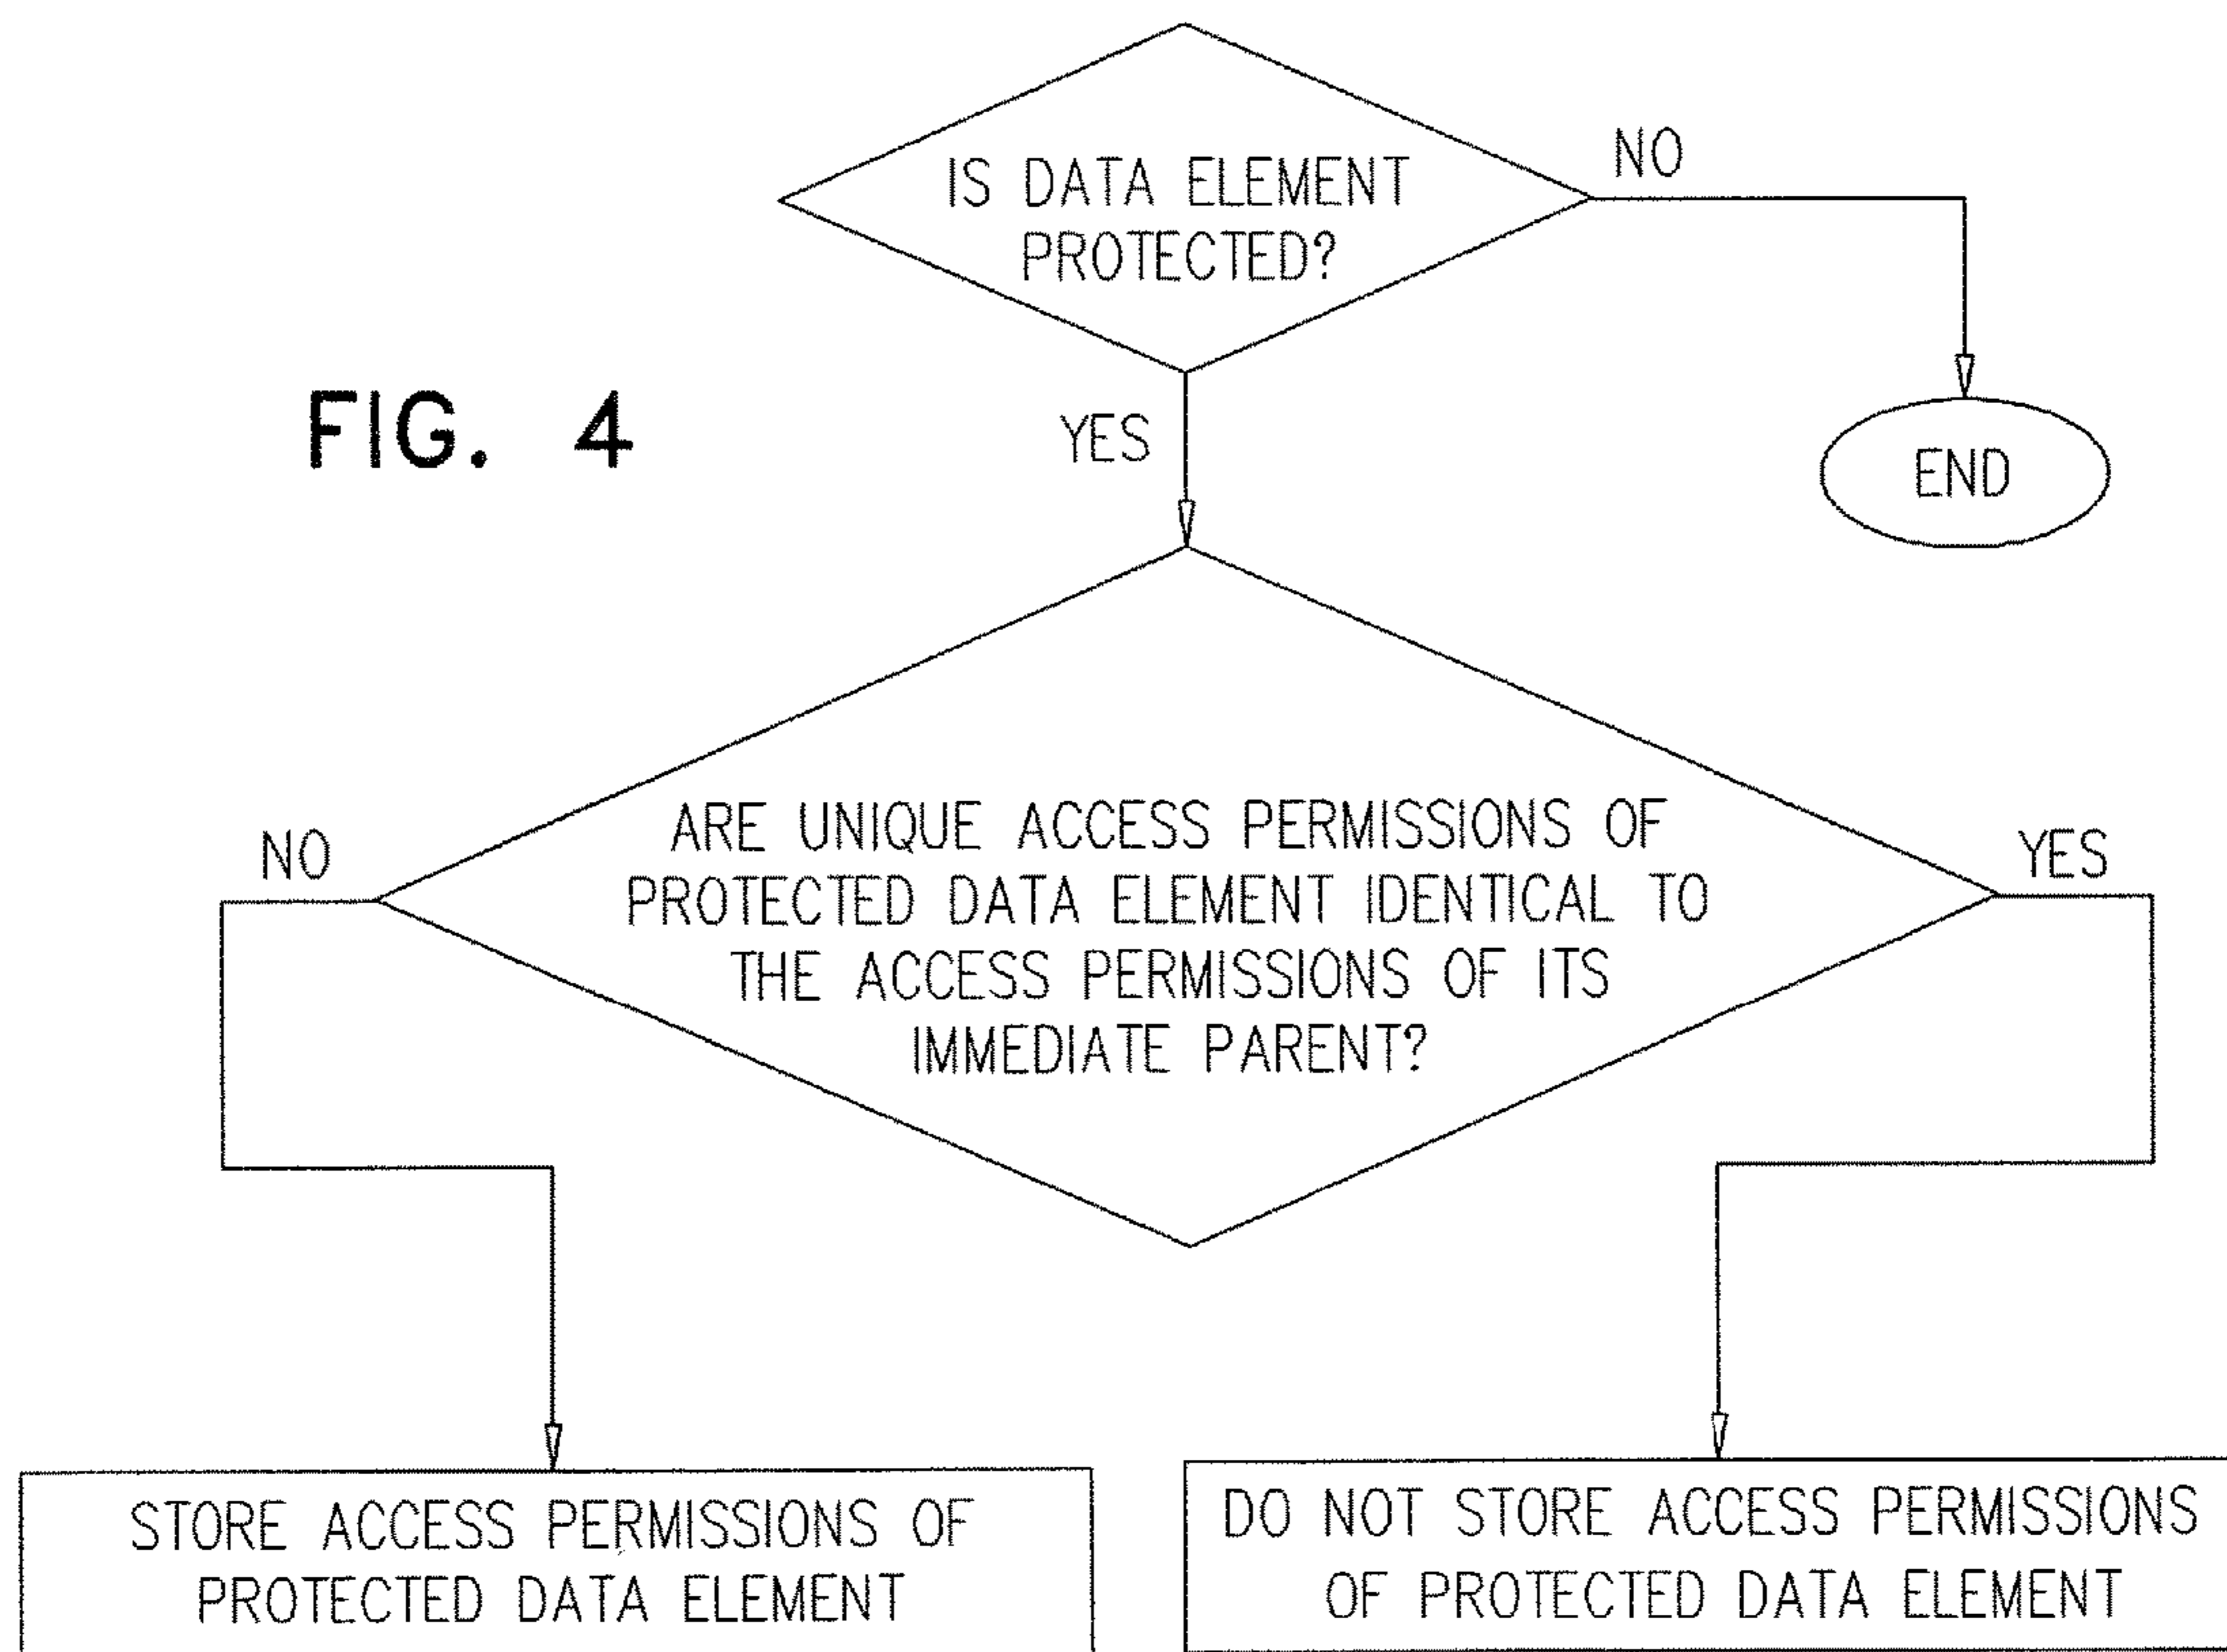 IS DATA ELEMENT
PROTECTED?
NO
FIG. 4
YES
END
ARE UNIQUE ACCESS PERMISSIONS OF
PROTECTED DATA ELEMENT IDENTICAL TO
THE ACCESS PERMISSIONS OF ITS
IMMEDIATE PARENT?
NO
YES
STORE ACCESS PERMISSIONS OF
PROTECTED DATA ELEMENT
DO NOT STORE ACCESS PERMISSIONS
OF PROTECTED DATA ELEMENT